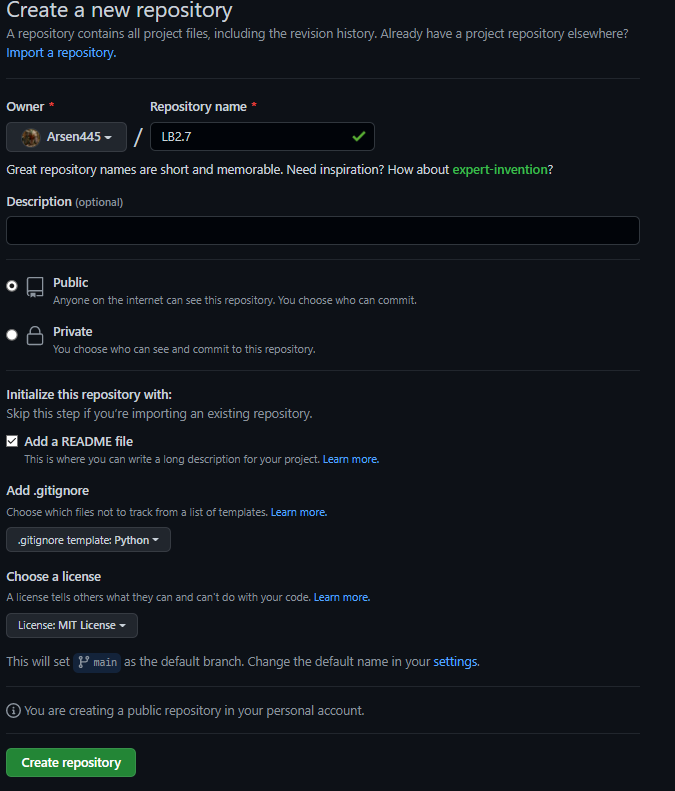 Create a new repository
A repository contains all project files, including the revision history. Already have a project repository elsewhere?
Import a repository.
Owner *
Repository name *
Arsen445 / LB2.7
Great repository names are short and memorable. Need inspiration? How about expert-invention?
Description (optional)
Public
Anyone on the internet can see this repository. You choose who can commit.
Private
You choose who can see and commit to this repository.
Initialize this repository with:
Skip this step if you're importing an existing repository.
Add a README file
This is where you can write a long description for your project. Learn more.
Add .gitignore
Choose which files not to track from a list of templates. Learn more.
.gitignore template: Python
Choose a license
A license tells others what they can and can't do with your code. Learn more.
License: MIT License
This will set main as the default branch. Change the default name in your settings.
You are creating a public repository in your personal account.
Create repository